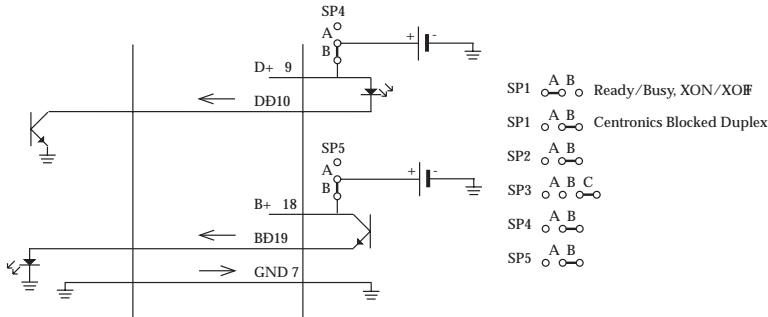 SP4
A
B
+ -
D+ 9
DĐ10
SP5
A
B
+ -
B+ 18
BĐ19
GND 7
SP1 A B Ready/Busy, XON/XOFF
SP1 A B Centronics Blocked Duplex
SP2 A B
SP3 A B C
SP4 A B
SP5 A B